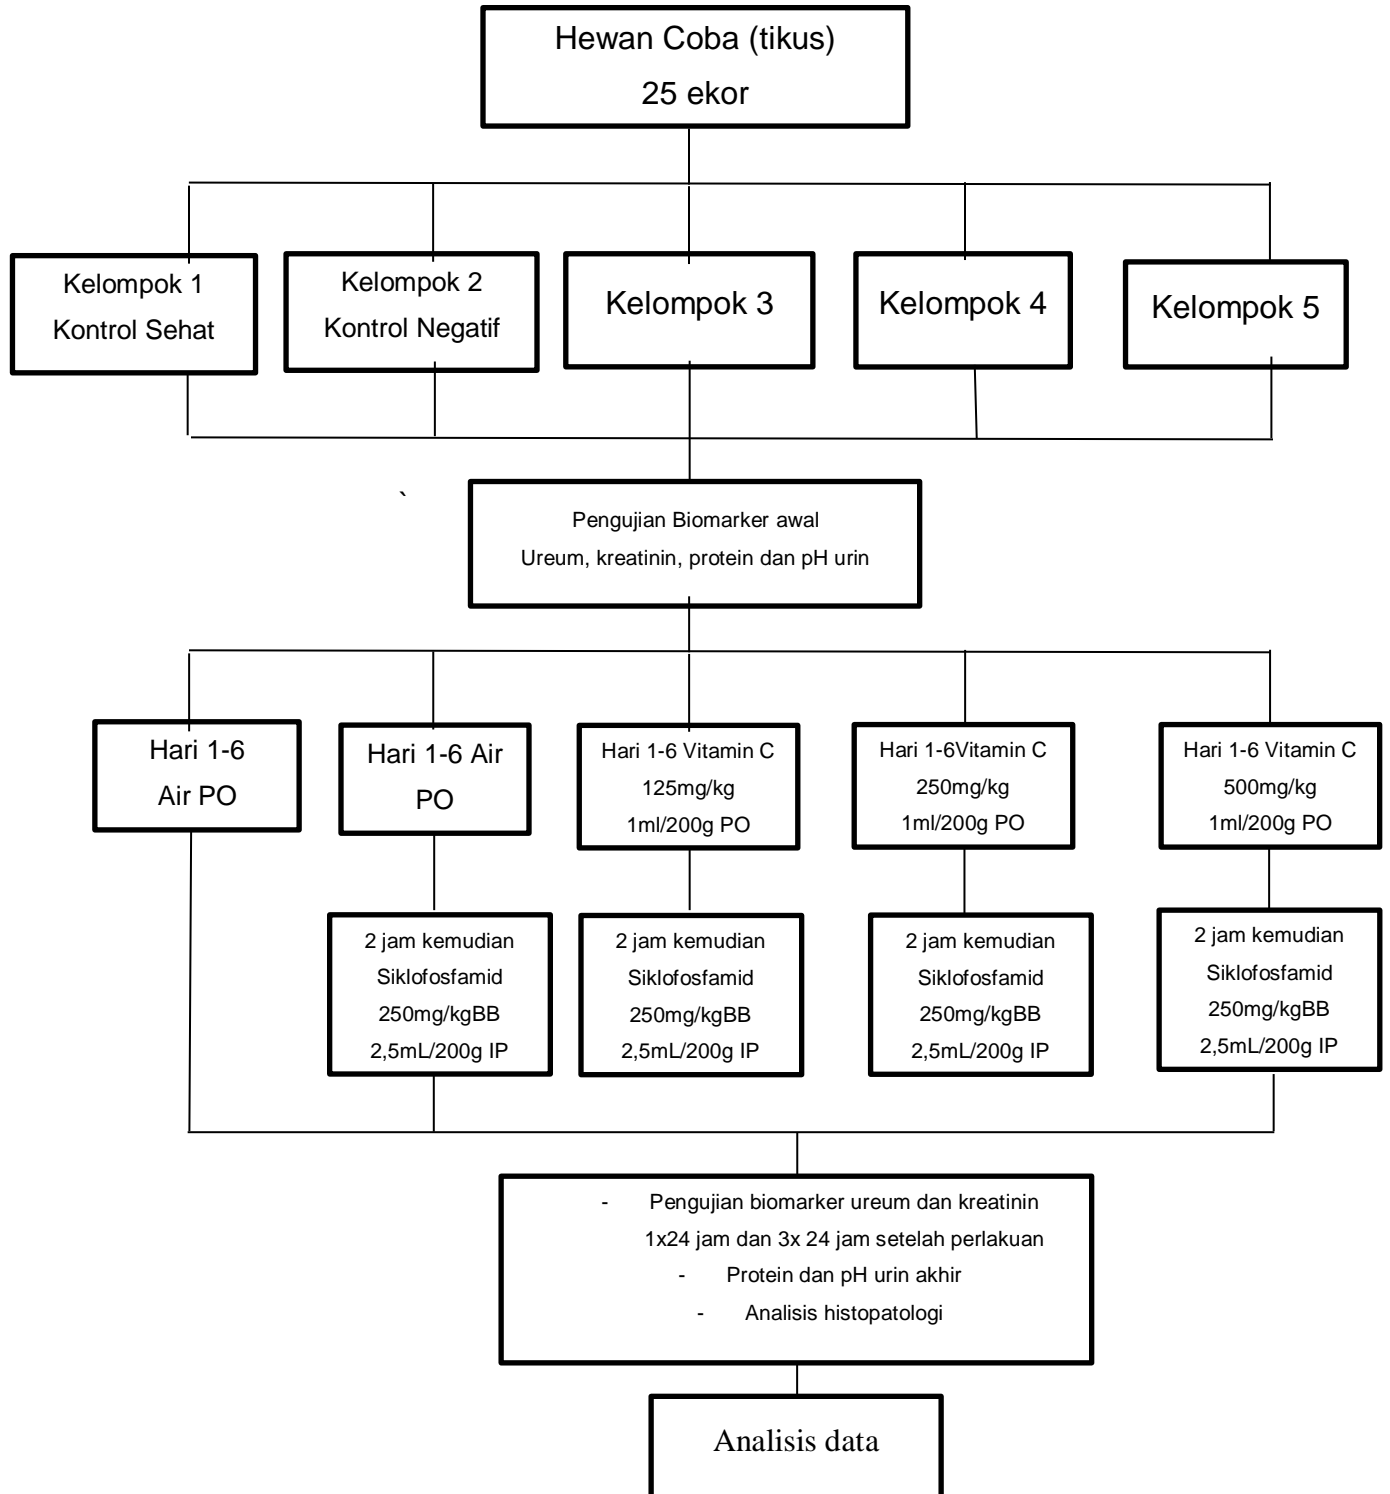 Hewan Coba (tikus)
25 ekor
Kelompok 1
Kontrol Sehat
Kelompok 2
Kontrol Negatif
Kelompok 3
Kelompok 4
Kelompok 5
`
Pengujian Biomarker awal
Ureum, kreatinin, protein dan pH urin
Hari 1-6
Air PO
Hari 1-6 Air
PO
Hari 1-6 Vitamin C
125mg/kg
1ml/200g PO
Hari 1-6Vitamin C
250mg/kg
1ml/200g PO
Hari 1-6 Vitamin C
500mg/kg
1ml/200g PO
2 jam kemudian
Siklofosfamid
250mg/kgBB
2,5mL/200g IP
2 jam kemudian
Siklofosfamid
250mg/kgBB
2,5mL/200g IP
2 jam kemudian
Siklofosfamid
250mg/kgBB
2,5mL/200g IP
2 jam kemudian
Siklofosfamid
250mg/kgBB
2,5mL/200g IP
- Pengujian biomarker ureum dan kreatinin
1x24 jam dan 3x 24 jam setelah perlakuan
- Protein dan pH urin akhir
- Analisis histopatologi
Analisis data